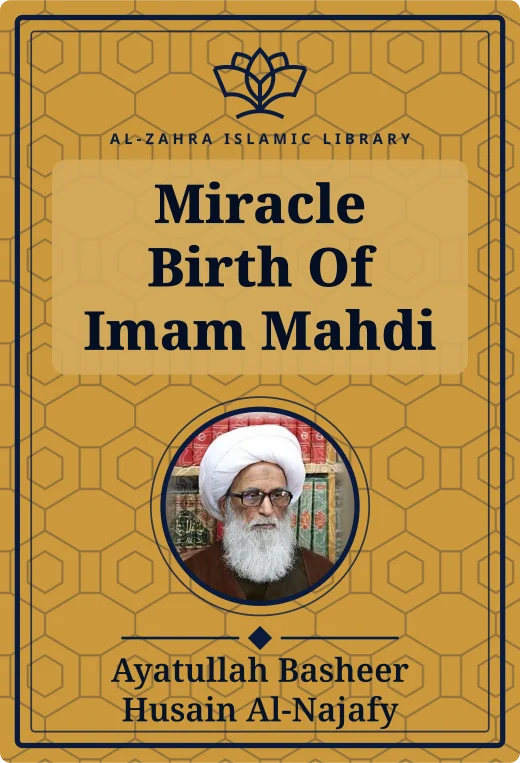 AL-ZAHRA ISLAMIC LIBRARY
Miracle
Birth Of
Imam Mahdi
Ayatullah Basheer
Husain Al-Najafy